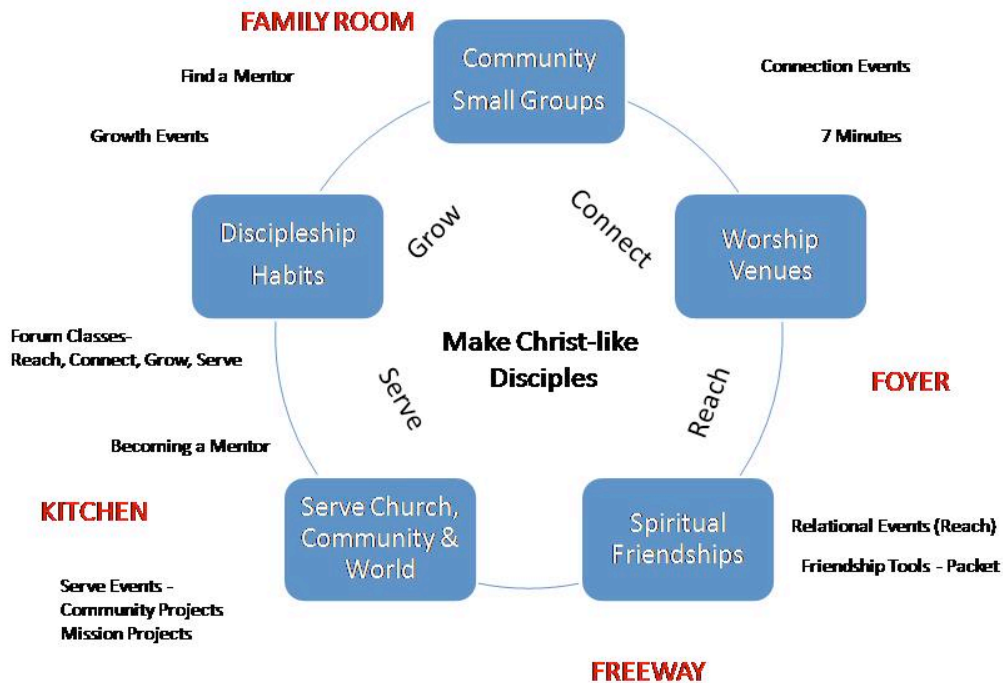 FAMILY ROOM
Community
Small Groups
Find a Mentor
Connection Events
Growth Events
7 Minutes
Grow
Connect
Discipleship
Habits
Worship
Venues
Forum Classes-
Reach, Connect, Grow, Serve
Make Christ-like
Disciples
Serve
Reach
FOYER
Becoming a Mentor
KITCHEN
Serve Church,
Community &
World
Spiritual
Friendships
Relational Events (Reach)
Friendship Tools - Packet
Serve Events -
Community Projects
Mission Projects
FREEWAY